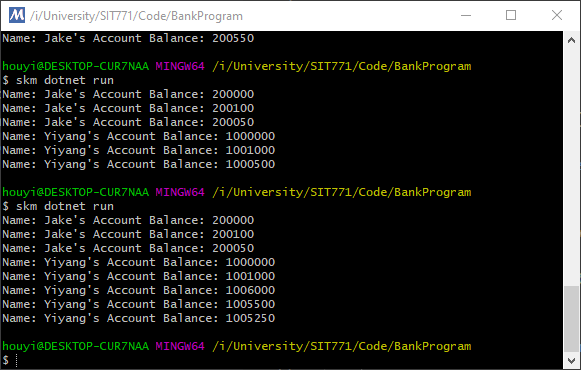 /i/University/SIT771/Code/BankProgram
Name: Jake's Account Balance: 200550
houyi@DESKTOP-CUR7NAA MINGW64 /i/University/SIT771/Code/BankProgram
$ skm dotnet run
Name: Jake's Account Balance: 200000
Name: Jake's Account Balance: 200100
Name: Jake's Account Balance: 200050
Name: Yiyang's Account Balance: 1000000
Name: Yiyang's Account Balance: 1001000
Name: Yiyang's Account Balance: 1000500
houyi@DESKTOP-CUR7NAA MINGW64 /i/University/SIT771/Code/BankProgram
$ skm dotnet run
Name: Jake's Account Balance: 200000
Name: Jake's Account Balance: 200100
Name: Jake's Account Balance: 200050
Name: Yiyang's Account Balance: 1000000
Name: Yiyang's Account Balance: 1001000
Name: Yiyang's Account Balance: 1006000
Name: Yiyang's Account Balance: 1005500
Name: Yiyang's Account Balance: 1005250
houyi@DESKTOP-CUR7NAA MINGW64 /i/University/SIT771/Code/BankProgram
$